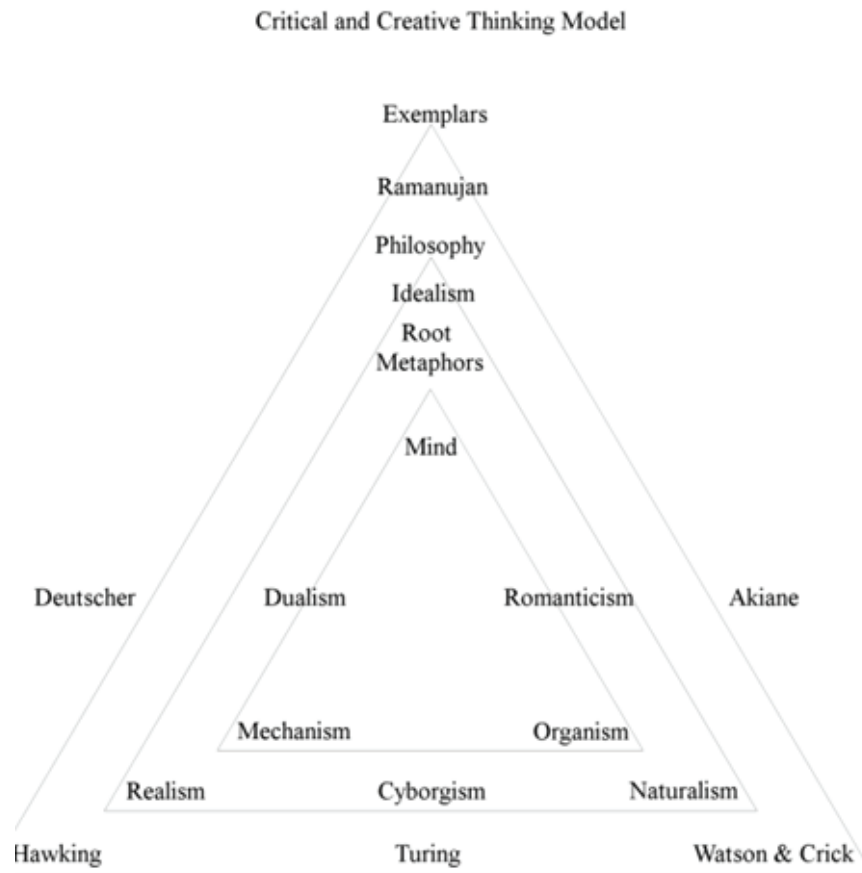 Critical and Creative Thinking Model
Exemplars
Ramanujan
Philosophy
Idealism
Root
Metaphors
Mind
Deutscher Dualism Romanticism Akiane
Mechanism Organism
Realism Cyborgism Naturalism
Hawking Turing Watson & Crick